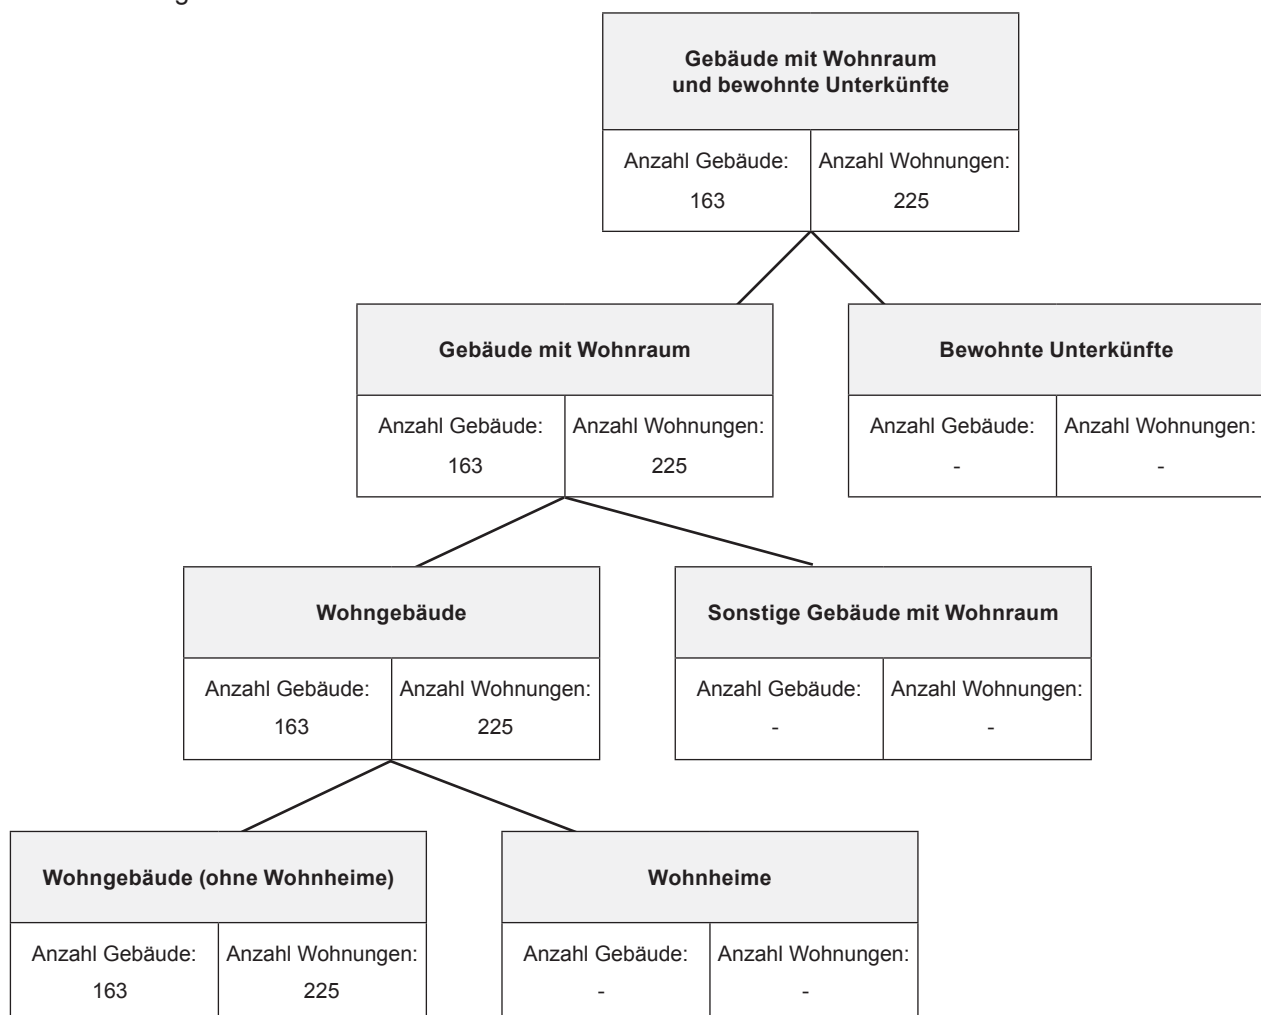 Gebäude mit Wohnraum
und bewohnte Unterkünfte
Anzahl Gebäude: Anzahl Wohnungen:
163 225
Gebäude mit Wohnraum Bewohnte Unterkünfte
Anzahl Gebäude: Anzahl Wohnungen: Anzahl Gebäude: Anzahl Wohnungen:
163 225 - -
Wohngebäude Sonstige Gebäude mit Wohnraum
Anzahl Gebäude: Anzahl Wohnungen: Anzahl Gebäude: Anzahl Wohnungen:
163 225 - -
Wohngebäude (ohne Wohnheime) Wohnheime
Anzahl Gebäude: Anzahl Wohnungen: Anzahl Gebäude: Anzahl Wohnungen:
163 225 - -